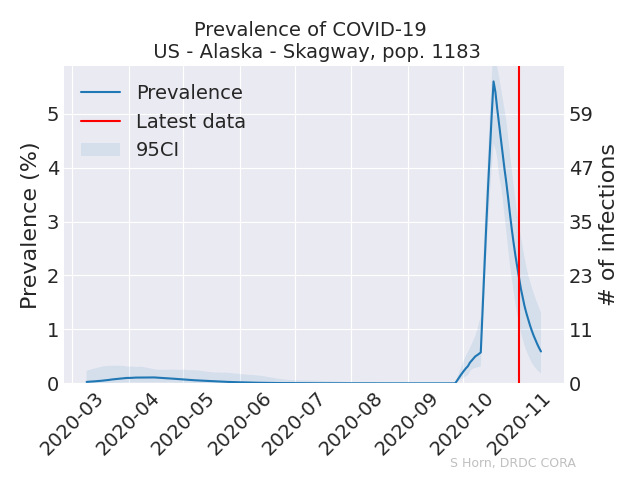 Prevalence of COVID-19
US - Alaska - Skagway, pop. 1183
Prevalence
Latest data
95CI
Prevalence (%)
5
4
3
2
1
0
59
47
35
23
11
0
# of infections
2020-03
2020-04
2020-05
2020-06
2020-07
2020-08
2020-09
2020-10
2020-11
S Horn, DRDC CORA